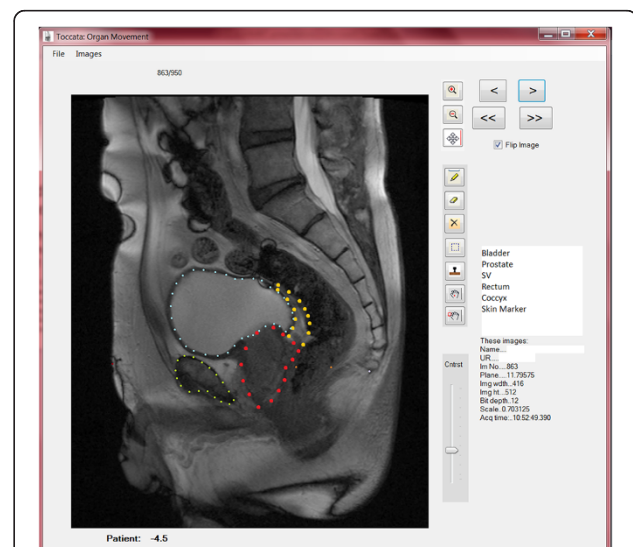 Toccata: Organ Movement
File Images
863/950
< >
<< >>
Flip Image
Bladder
Prostate
SV
Rectum
Coccyx
Skin Marker
These images:
Name....
UR....
Im No....863
Plane....11.79575
Img wdth..416
Img ht...512
Bit depth..12
Scale..0.703125
Acq time:..10:52:49.390
Cntrst
Patient: -4.5